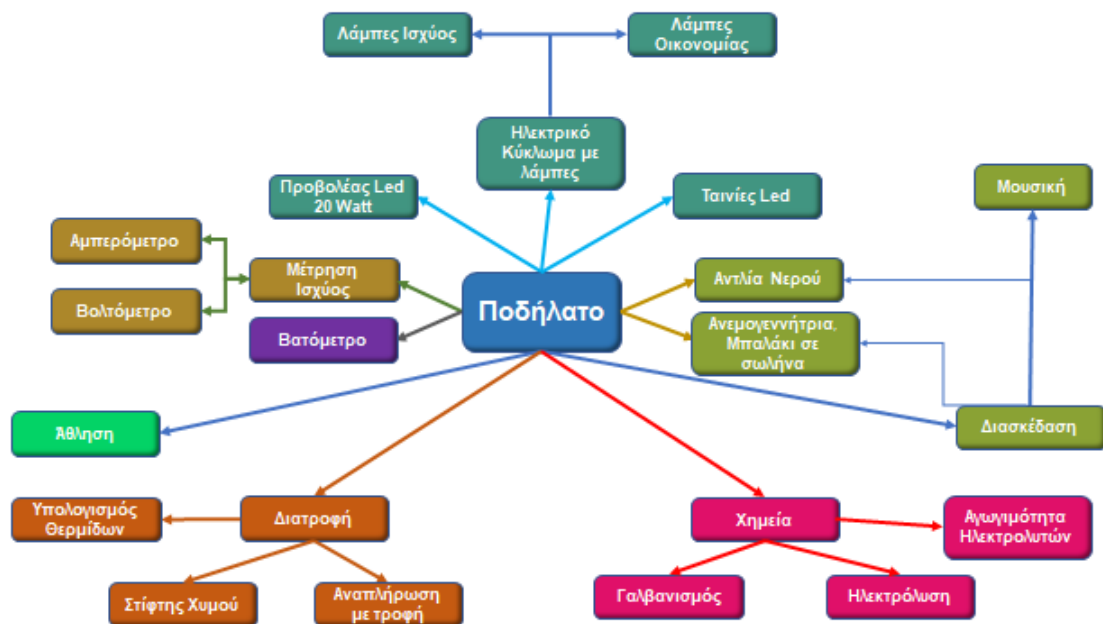 Λάμπες Ισχύος
Λάμπες
Οικονομίας
Ηλεκτρικό
Κύκλωμα με
λάμπες
Προβολέας Led
20 Watt
Ταινίες Led
Μουσική
Αμπερόμετρο
Μέτρηση
Ισχύος
Βολτόμετρο
Βατόμετρο
Ποδήλατο
Αντλία Νερού
Ανεμογεννήτρια,
Μπαλάκι σε
σωλήνα
Άθληση
Διασκέδαση
Υπολογισμός
Θερμίδων
Διατροφή
Χημεία
Αγωγιμότητα
Ηλεκτρολυτών
Στίφτης Χυμού
Αναπλήρωση
με τροφή
Γαλβανισμός
Ηλεκτρόλυση